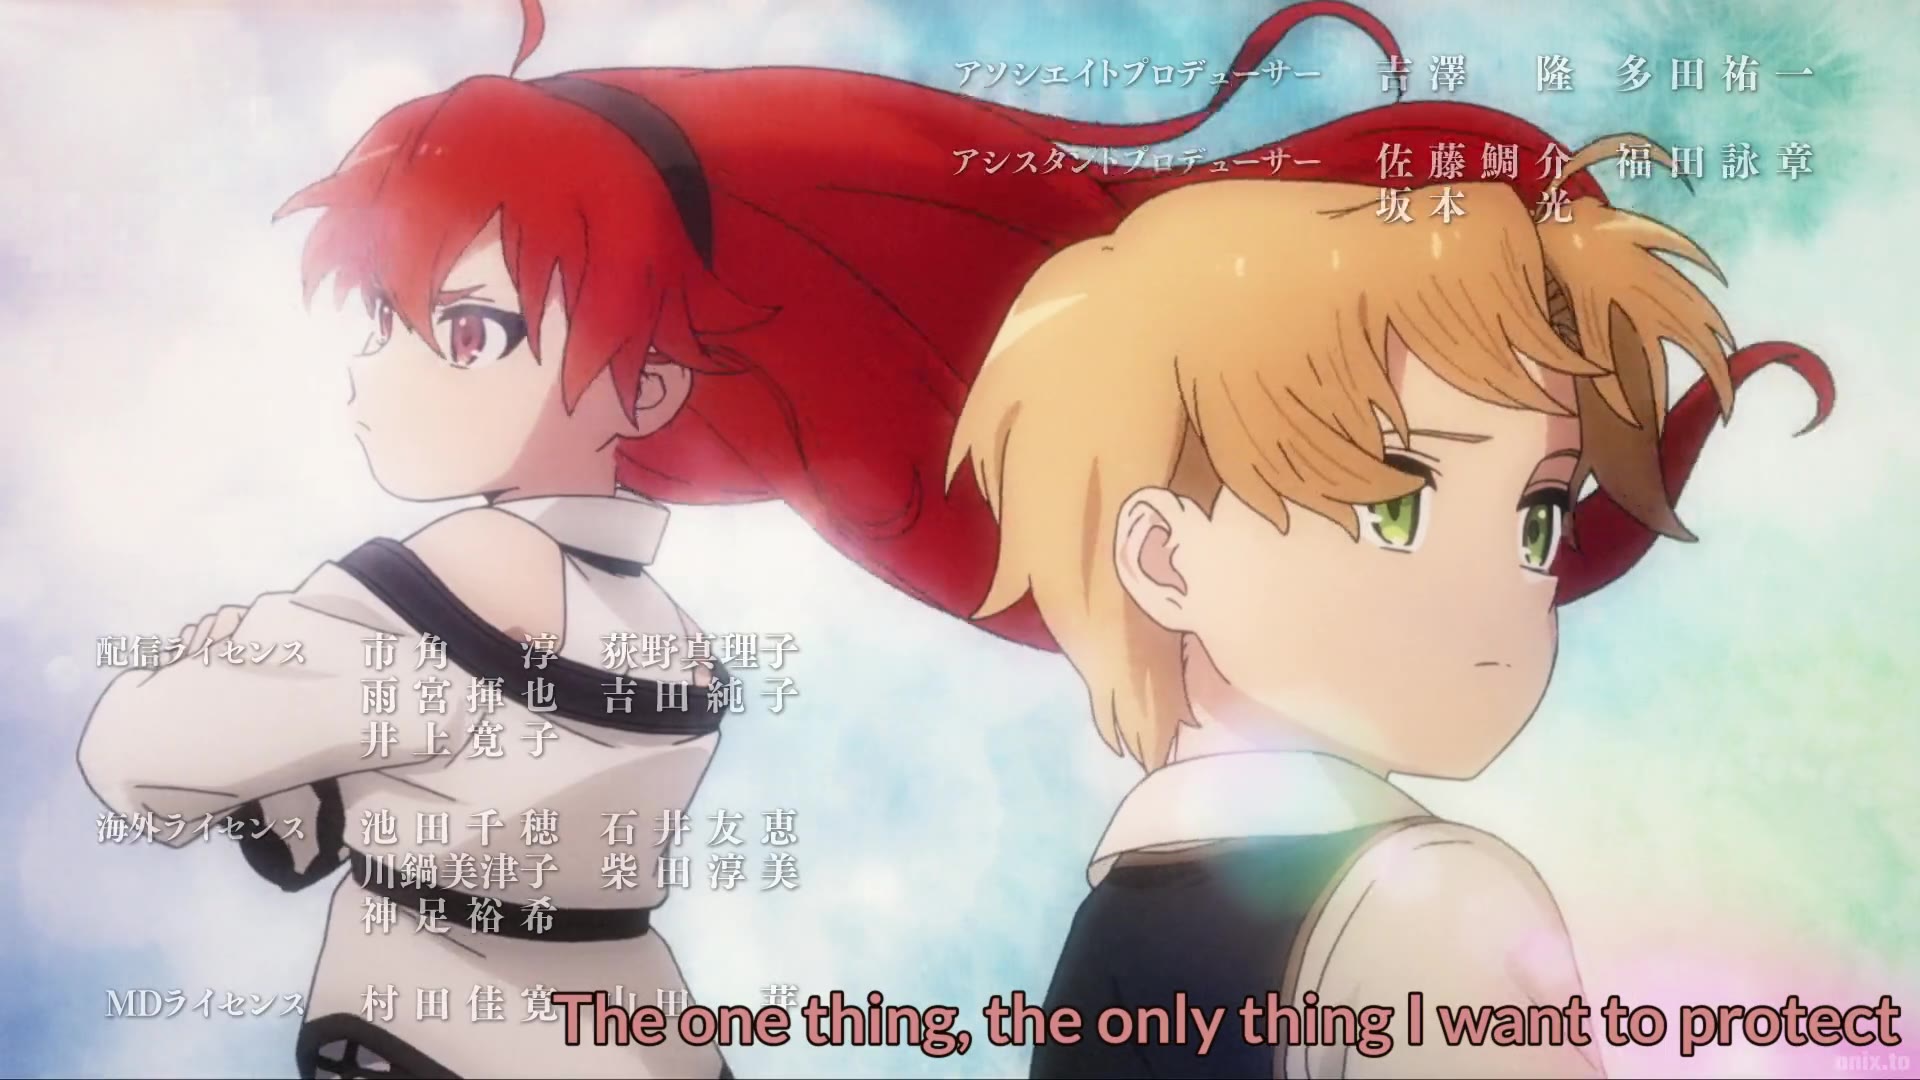 アソシエイトプロデューサー 吉澤 隆 多田祐一
アシスタントプロデューサー 佐藤鯛介 福田詠章
坂本 光
配信ライセンス 市角 淳 荻野真理子
雨宮揮也 吉田純子
井上寛子
海外ライセンス 池田千穂 石井友恵
川鍋美津子 柴田淳美
神足裕希
MDライセンス 村田佳寛 山田
The one thing, the only thing I want to protect
anix.to